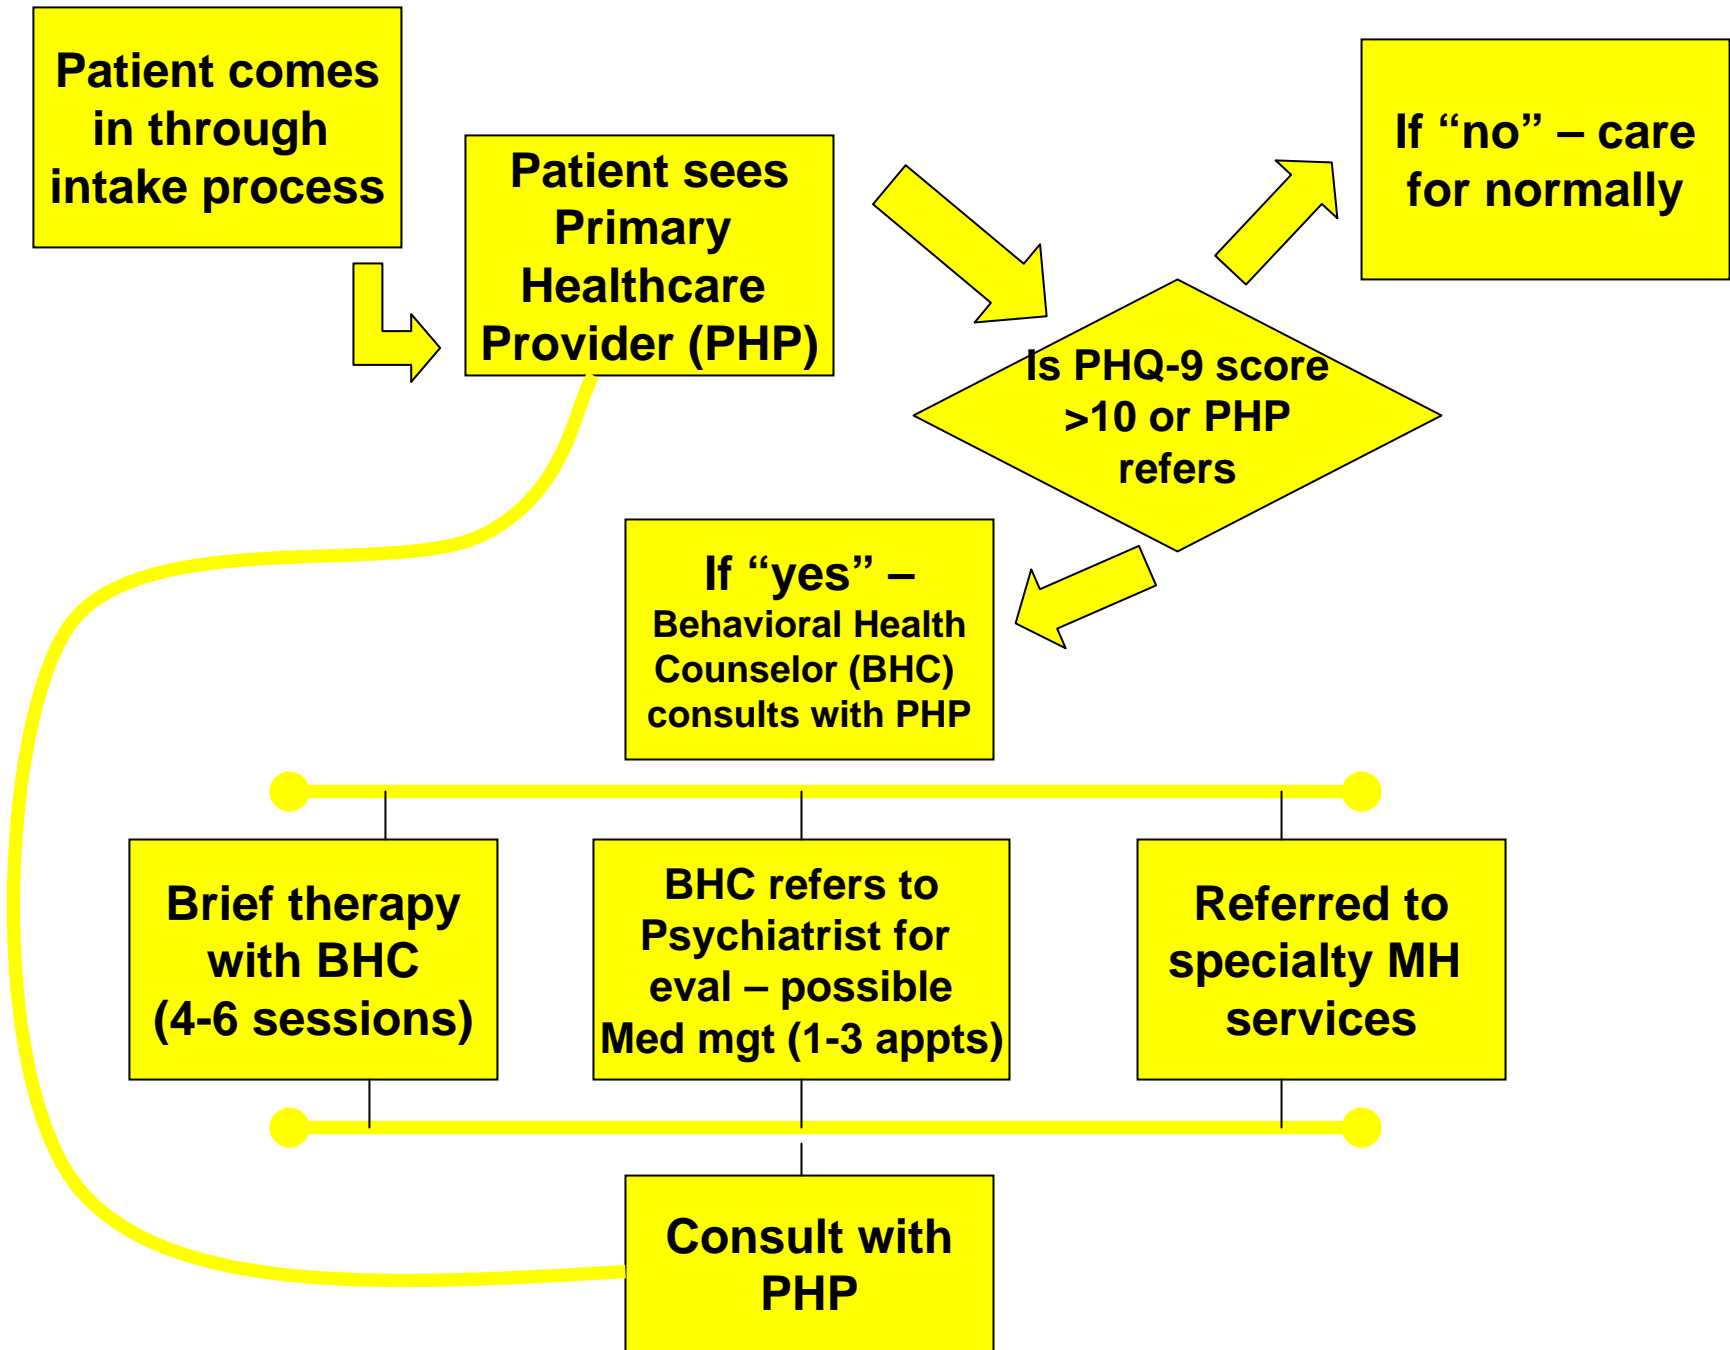 Patient comes
in through
intake process
Patient sees
Primary
Healthcare
Provider (PHP)
If “no” – care
for normally
Is PHQ-9 score
>10 or PHP
refers
If “yes” –
Behavioral Health
Counselor (BHC)
consults with PHP
Brief therapy
with BHC
(4-6 sessions)
BHC refers to
Psychiatrist for
eval – possible
Med mgt (1-3 appts)
Referred to
specialty MH
services
Consult with
PHP